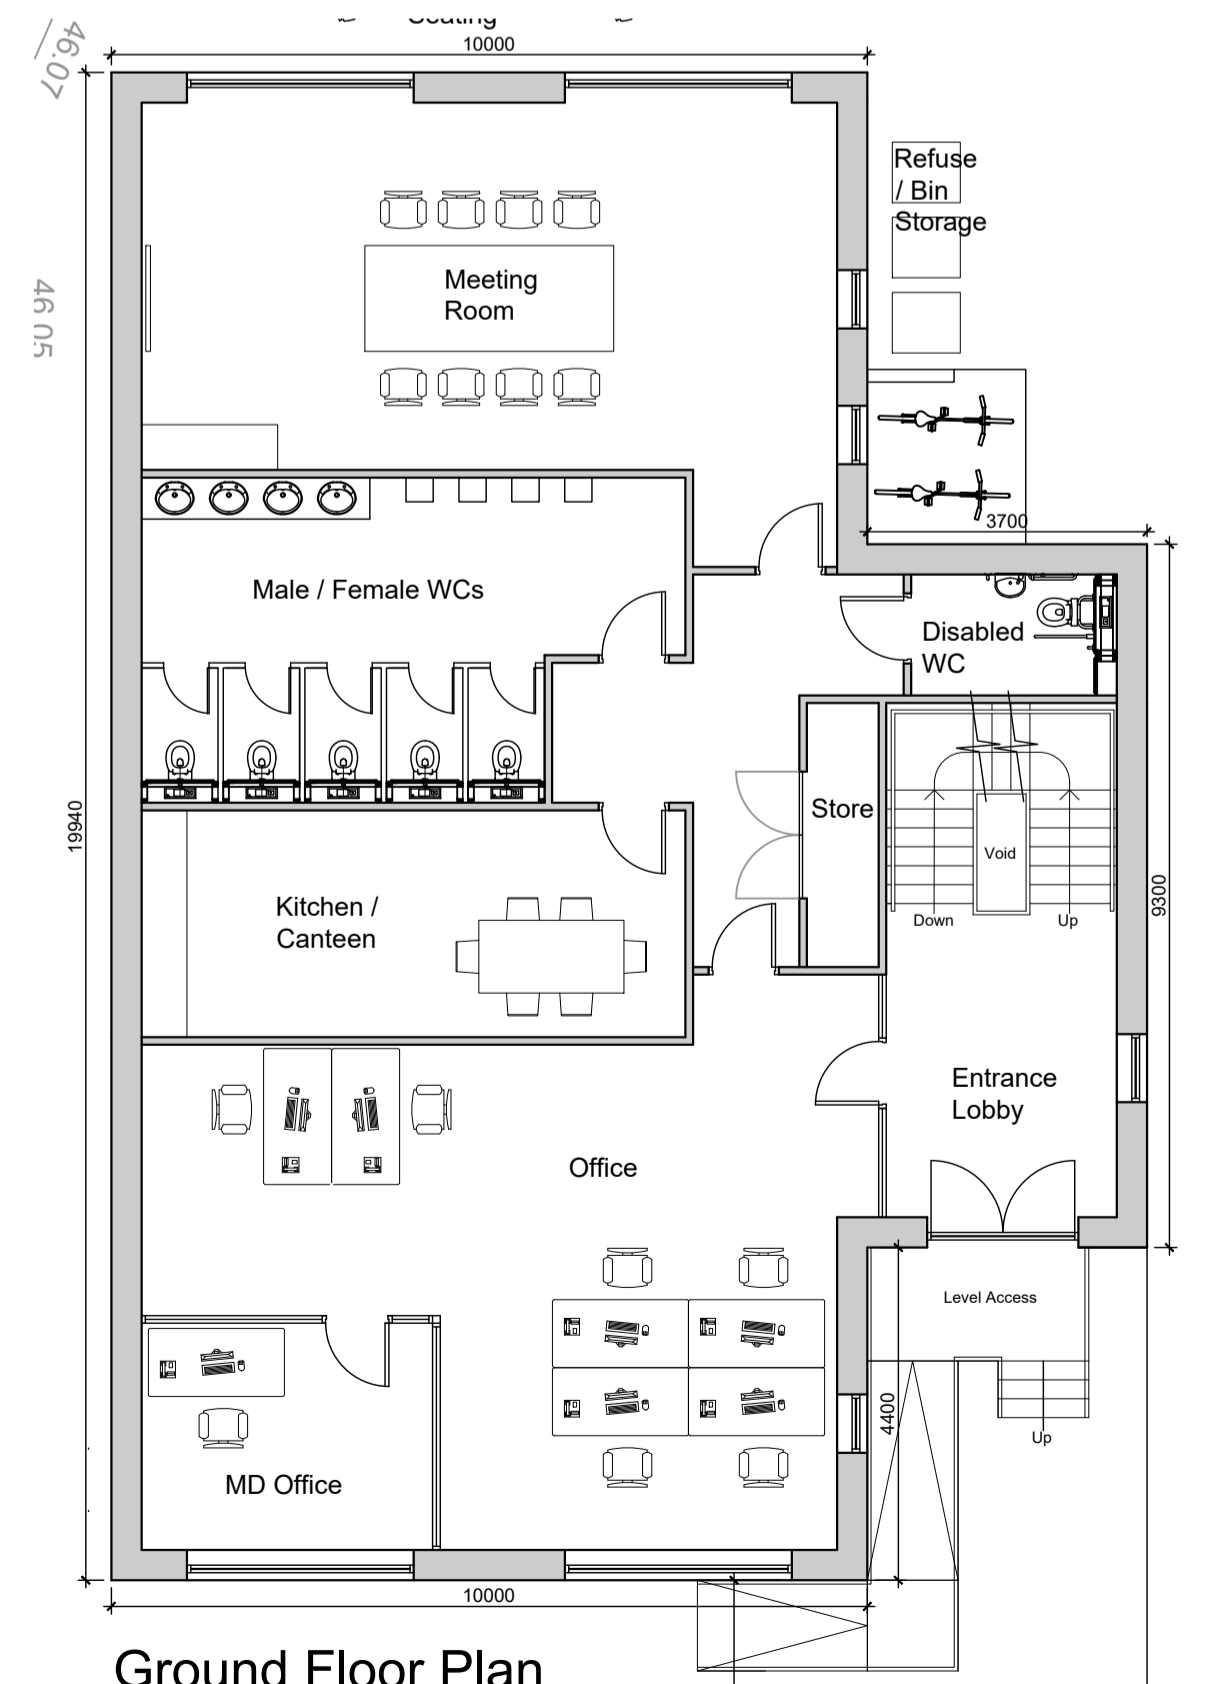 Seating
10000
46.07
Refuse
/ Bin
Storage
Meeting
Room
46.05
3700
Male / Female WCs
Disabled
WC
19940
Store
Void
9300
Kitchen /
Canteen
Down
Up
Entrance
Lobby
Office
Level Access
4400
Up
MD Office
10000
Ground Floor Plan